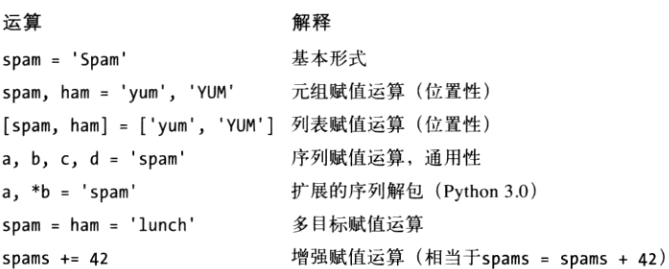 运算 解释
spam = 'Spam' 基本形式
spam, ham = 'yum', 'YUM' 元组赋值运算（位置性）
[spam, ham] = ['yum', 'YUM'] 列表赋值运算（位置性）
a, b, c, d = 'spam' 序列赋值运算，通用性
a, *b = 'spam' 扩展的序列解包（Python 3.0）
spam = ham = 'lunch' 多目标赋值运算
spams += 42 增强赋值运算（相当于spams = spams + 42）